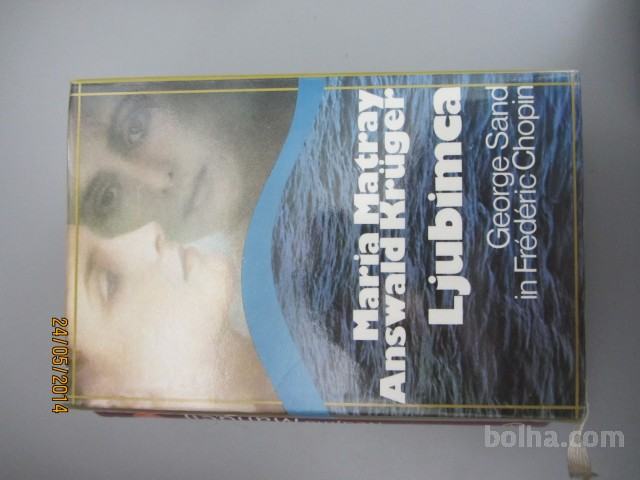 Maria Matray
Answald Krüger
Ljubimca
George Sand
in Frédéric Chopin
24/05/2014
bolha.com